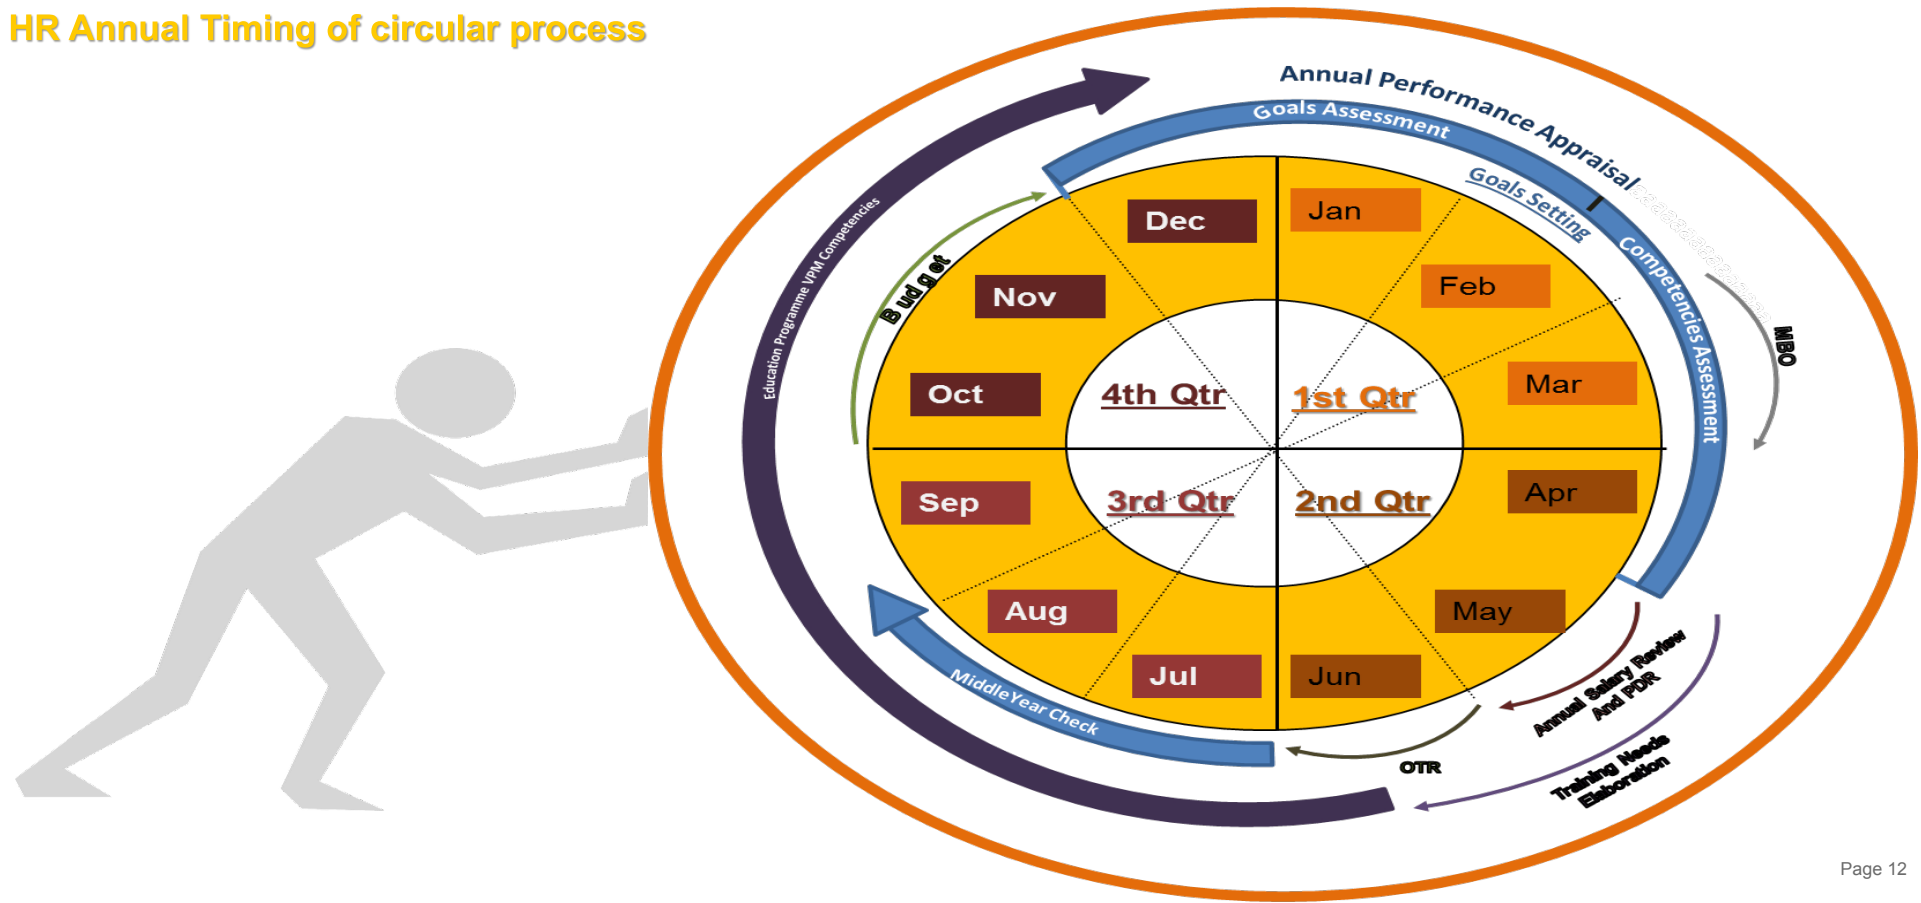 HR Annual Timing of circular process
Annual Performance Appraisal
Goals Assessment
Goals Setting
Competencies Assessment
MBO
Education Programme VPM Competencies
B ud g et
Dec
Jan
Nov
Feb
Oct
Mar
4th Qtr
1st Qtr
Sep
Apr
3rd Qtr
2nd Qtr
Aug
May
Jul
Jun
MiddleYear Check
OTR
Annual Salary Review
And PDR
Training Needs
Elaboration
Page 12